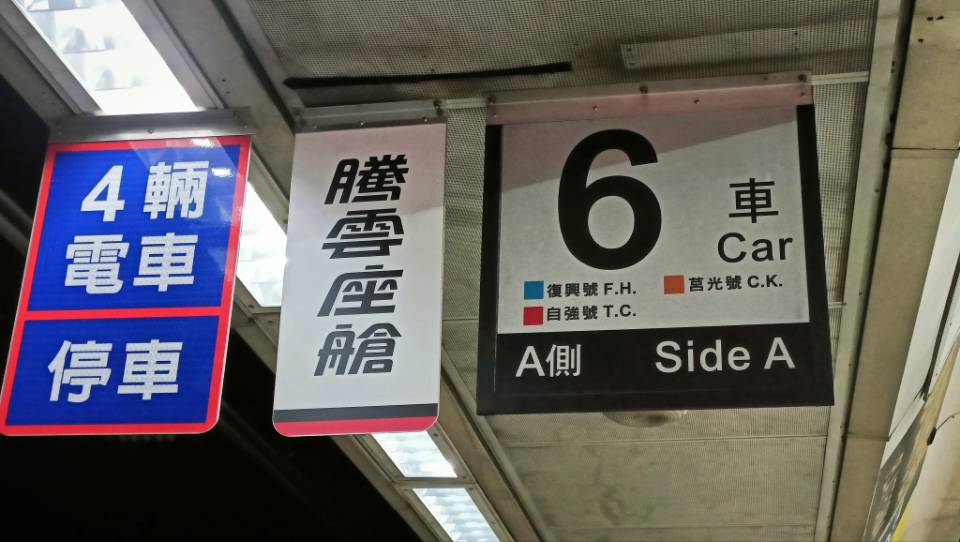 4輛
電車
停車
騰
雲
座
艙
6車
Car
復興號 F.H.
莒光號 C.K.
自強號 T.C.
A側 Side A